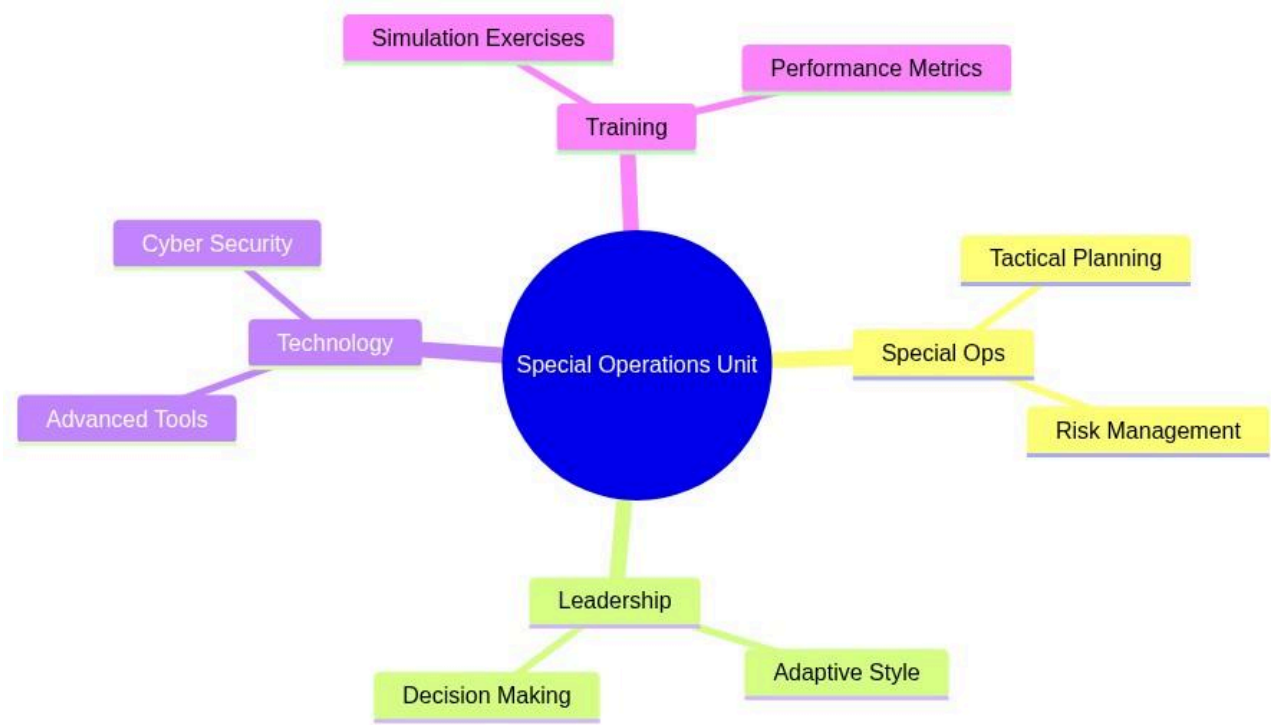 Simulation Exercises
Performance Metrics
Training
Cyber Security
Tactical Planning
Technology
Special Ops
Special Operations Unit
Advanced Tools
Risk Management
Leadership
Adaptive Style
Decision Making